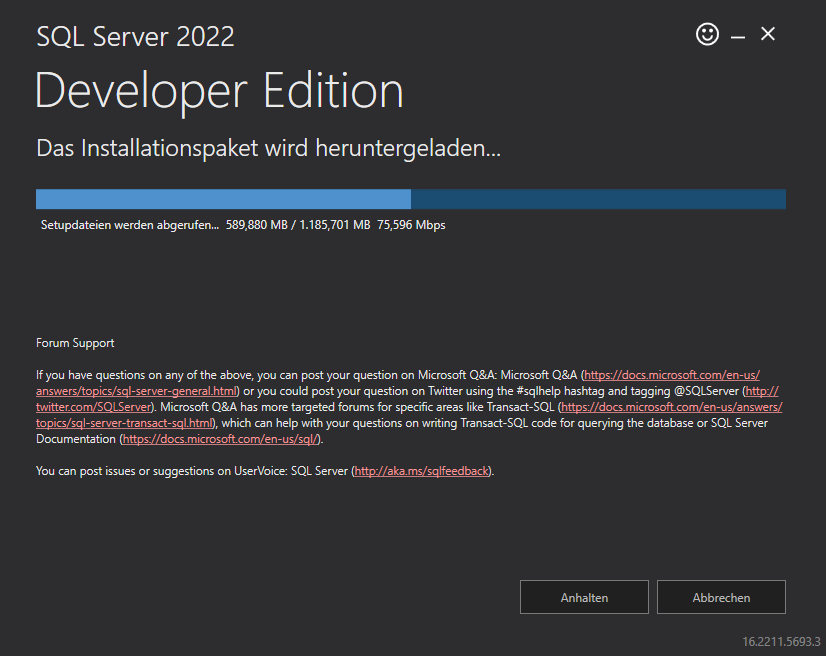 SQL Server 2022
Developer Edition
Das Installationspaket wird heruntergeladen...
Setupdateien werden abgerufen... 589,880 MB / 1.185,701 MB 75,596 Mbps
Forum Support
If you have questions on any of the above, you can post your question on Microsoft Q&A: Microsoft Q&A (https://docs.microsoft.com/en-us/
answers/topics/sql-server-general.html) or you could post your question on Twitter using the #sqlhelp hashtag and tagging @SQLServer (http://
twitter.com/SQLServer). Microsoft Q&A has more targeted forums for specific areas like Transact-SQL (https://docs.microsoft.com/en-us/answers/
topics/sql-server-transact-sql.html), which can help with your questions on writing Transact-SQL code for querying the database or SQL Server
Documentation (https://docs.microsoft.com/en-us/sql/).
You can post issues or suggestions on UserVoice: SQL Server (http://aka.ms/sqlfeedback).
Anhalten
Abbrechen
16.2211.5693.3